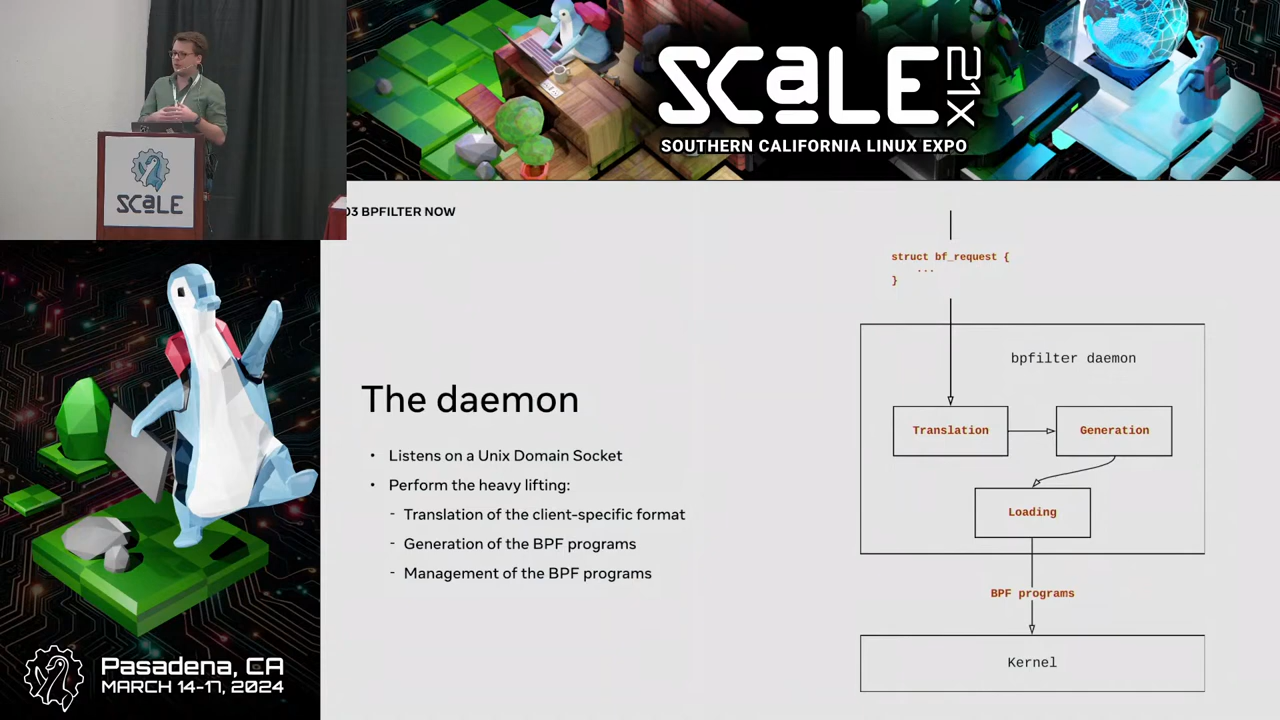 SCaLE 21x
SOUTHERN CALIFORNIA LINUX EXPO
SCaLE
03 BPFILTER NOW
struct bf_request {
...
}
bpfilter daemon
Translation
Generation
Loading
BPF programs
Kernel
The daemon
• Listens on a Unix Domain Socket
• Perform the heavy lifting:
- Translation of the client-specific format
- Generation of the BPF programs
- Management of the BPF programs
Pasadena, CA
MARCH 14-17, 2024